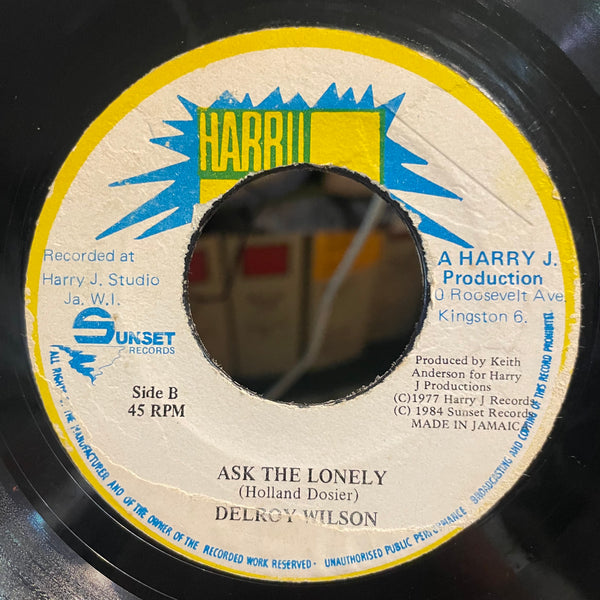 HARRY J
Recorded at
Harry J. Studio
Ja. W.I.
A HARRY J.
Production
0 Roosevelt Ave.
Kingston 6.
SUNSET
RECORDS
Side B
45 RPM
Produced by Keith
Anderson for Harry
J Productions
(C)1977 Harry J Records
(C) 1984 Sunset Records
MADE IN JAMAICA
ASK THE LONELY
(Holland Dosier)
DELROY WILSON
ALL RIGHTS OF THE MANUFACTURER AND OF THE OWNER OF THE RECORDED WORK RESERVED · UNAUTHORISED PUBLIC PERFORMANCE BROADCASTING AND COPYING OF THIS RECORD PROHIBITED